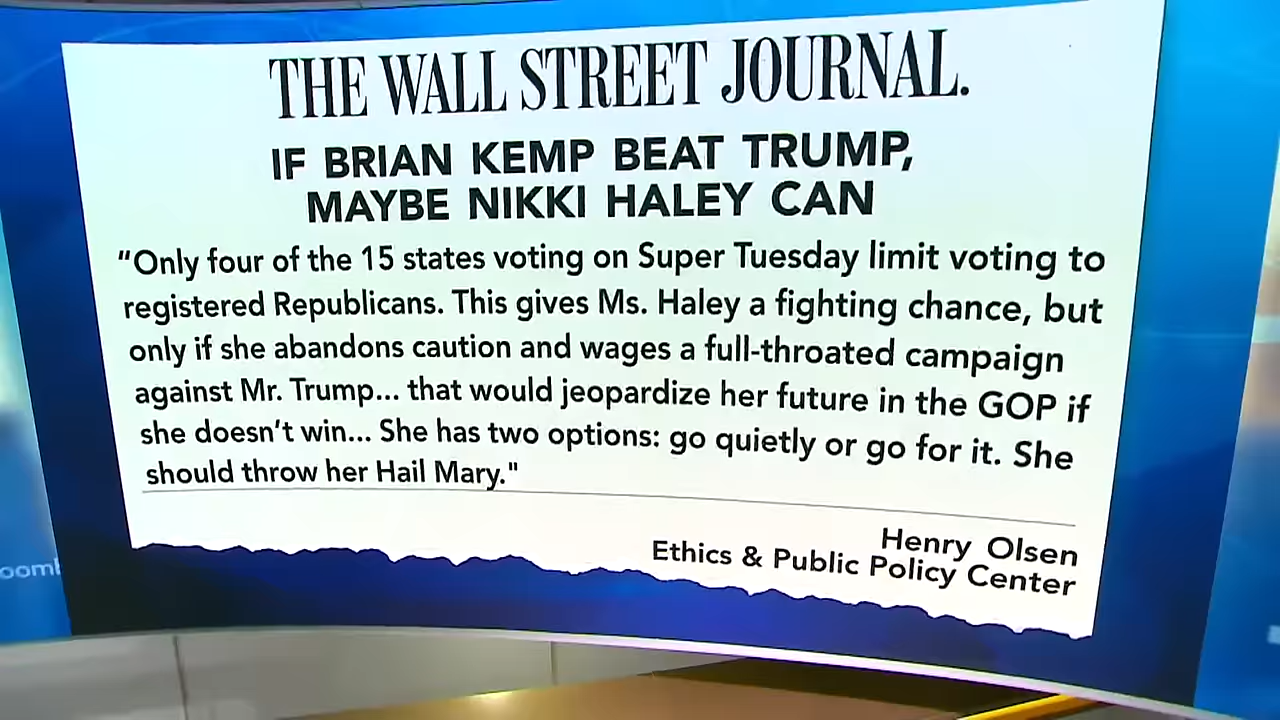 THE WALL STREET JOURNAL.
IF BRIAN KEMP BEAT TRUMP,
MAYBE NIKKI HALEY CAN
"Only four of the 15 states voting on Super Tuesday limit voting to
registered Republicans. This gives Ms. Haley a fighting chance, but
only if she abandons caution and wages a full-throated campaign
against Mr. Trump... that would jeopardize her future in the GOP if
she doesn't win... She has two options: go quietly or go for it. She
should throw her Hail Mary."
Henry Olsen
Ethics & Public Policy Center